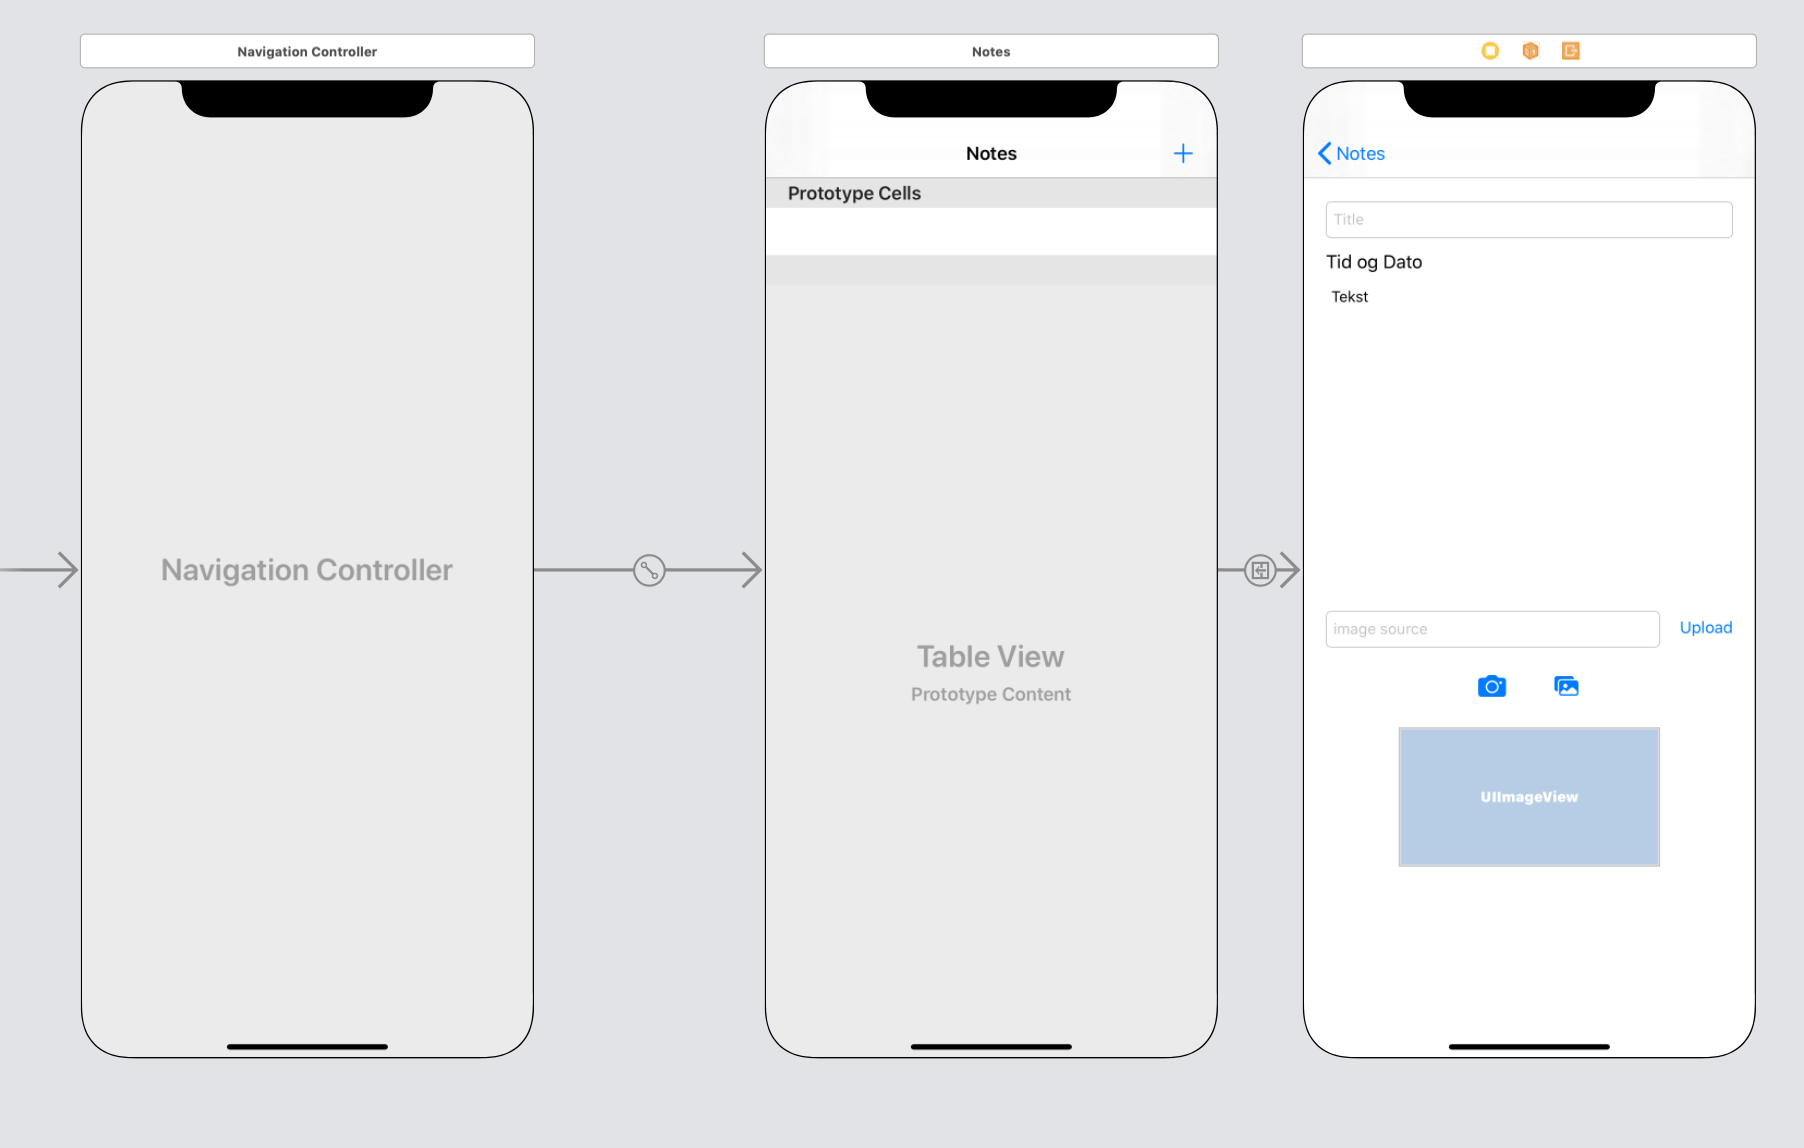 Navigation Controller
Navigation Controller
Notes
Notes
Prototype Cells
Table View
Prototype Content
Notes
Title
Tid og Dato
Tekst
image source
Upload
UIImageView